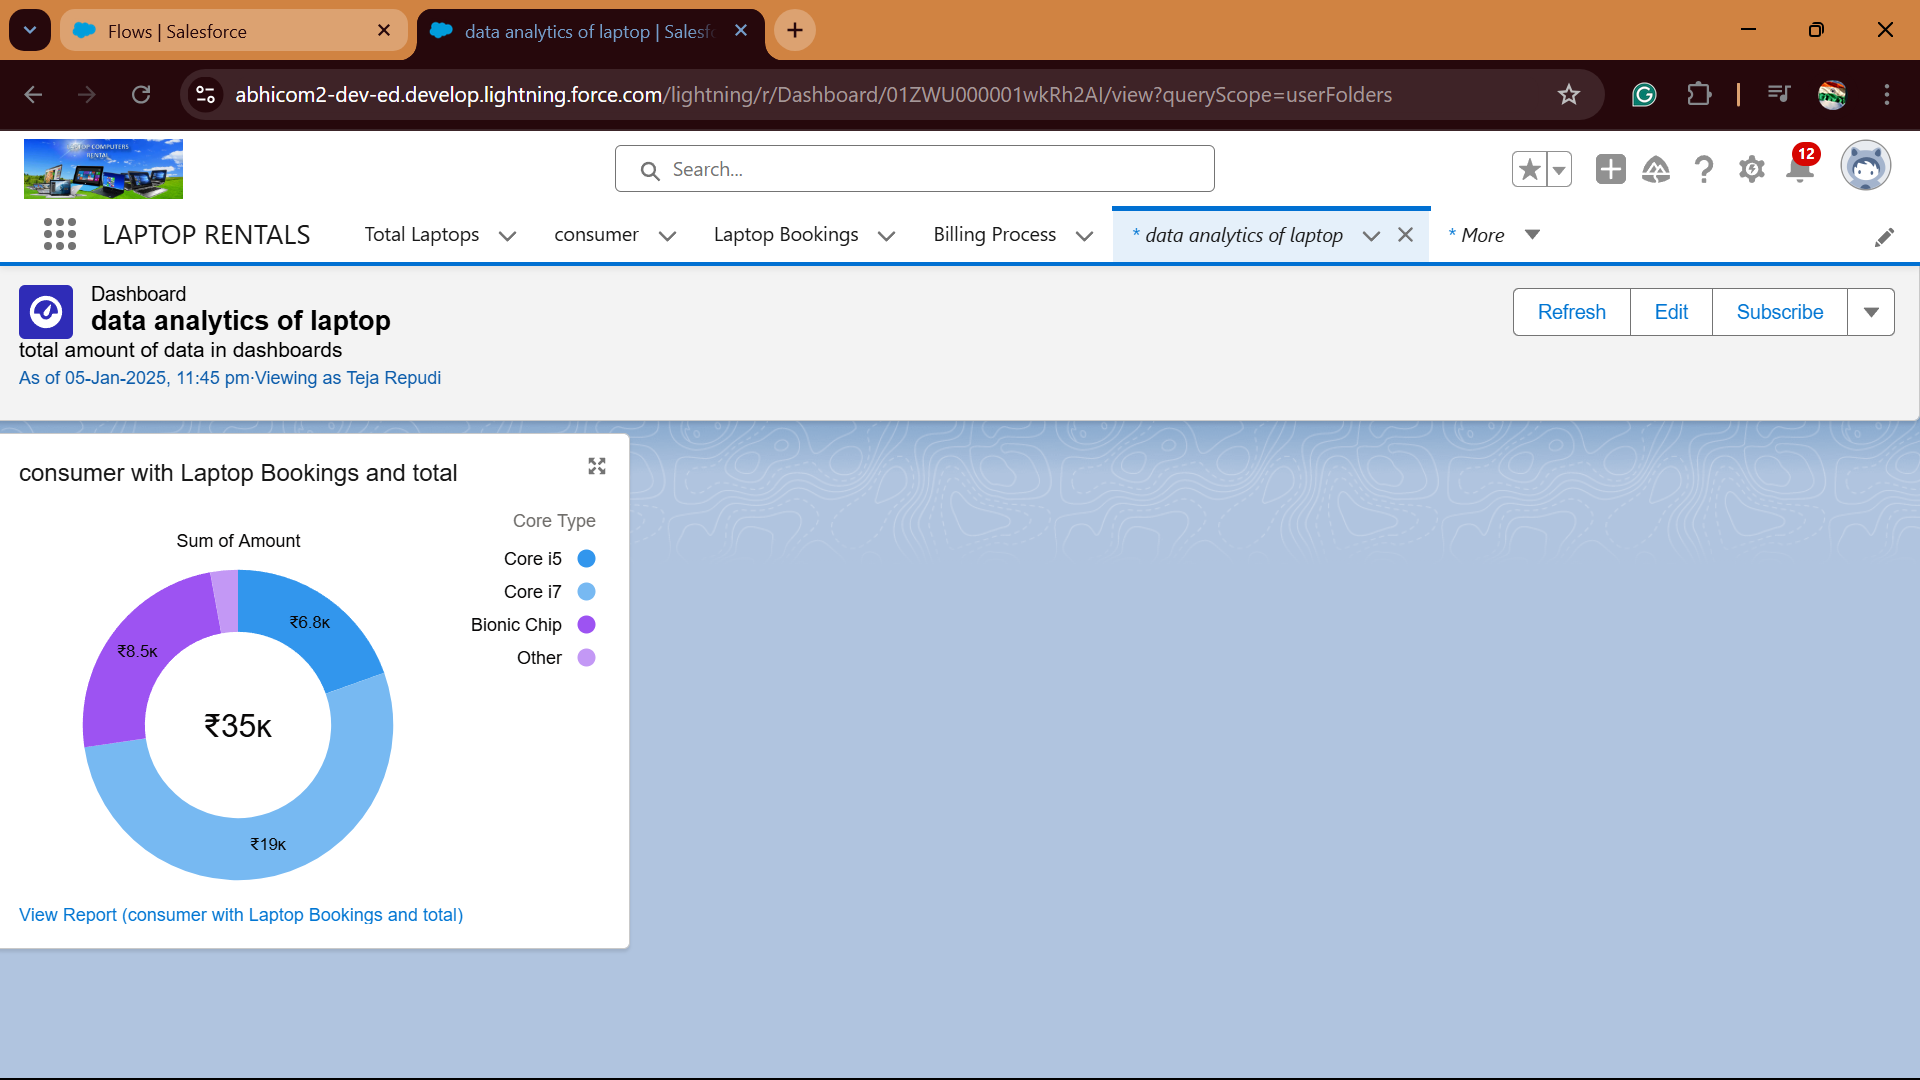 Flows | Salesforce
data analytics of laptop | Salesfo
abhicom2-dev-ed.develop.lightning.force.com/lightning/r/Dashboard/01ZWU000001wkRh2AI/view?queryScope=userFolders
COMPUTERS
RENTAL
Search...
12
LAPTOP RENTALS
Total Laptops
consumer
Laptop Bookings
Billing Process
* data analytics of laptop
* More
Dashboard
data analytics of laptop
total amount of data in dashboards
As of 05-Jan-2025, 11:45 pm·Viewing as Teja Repudi
Refresh
Edit
Subscribe
consumer with Laptop Bookings and total
Core Type
Sum of Amount
Core i5
Core i7
Bionic Chip
Other
₹6.8K
₹8.5K
₹35K
₹19K
View Report (consumer with Laptop Bookings and total)